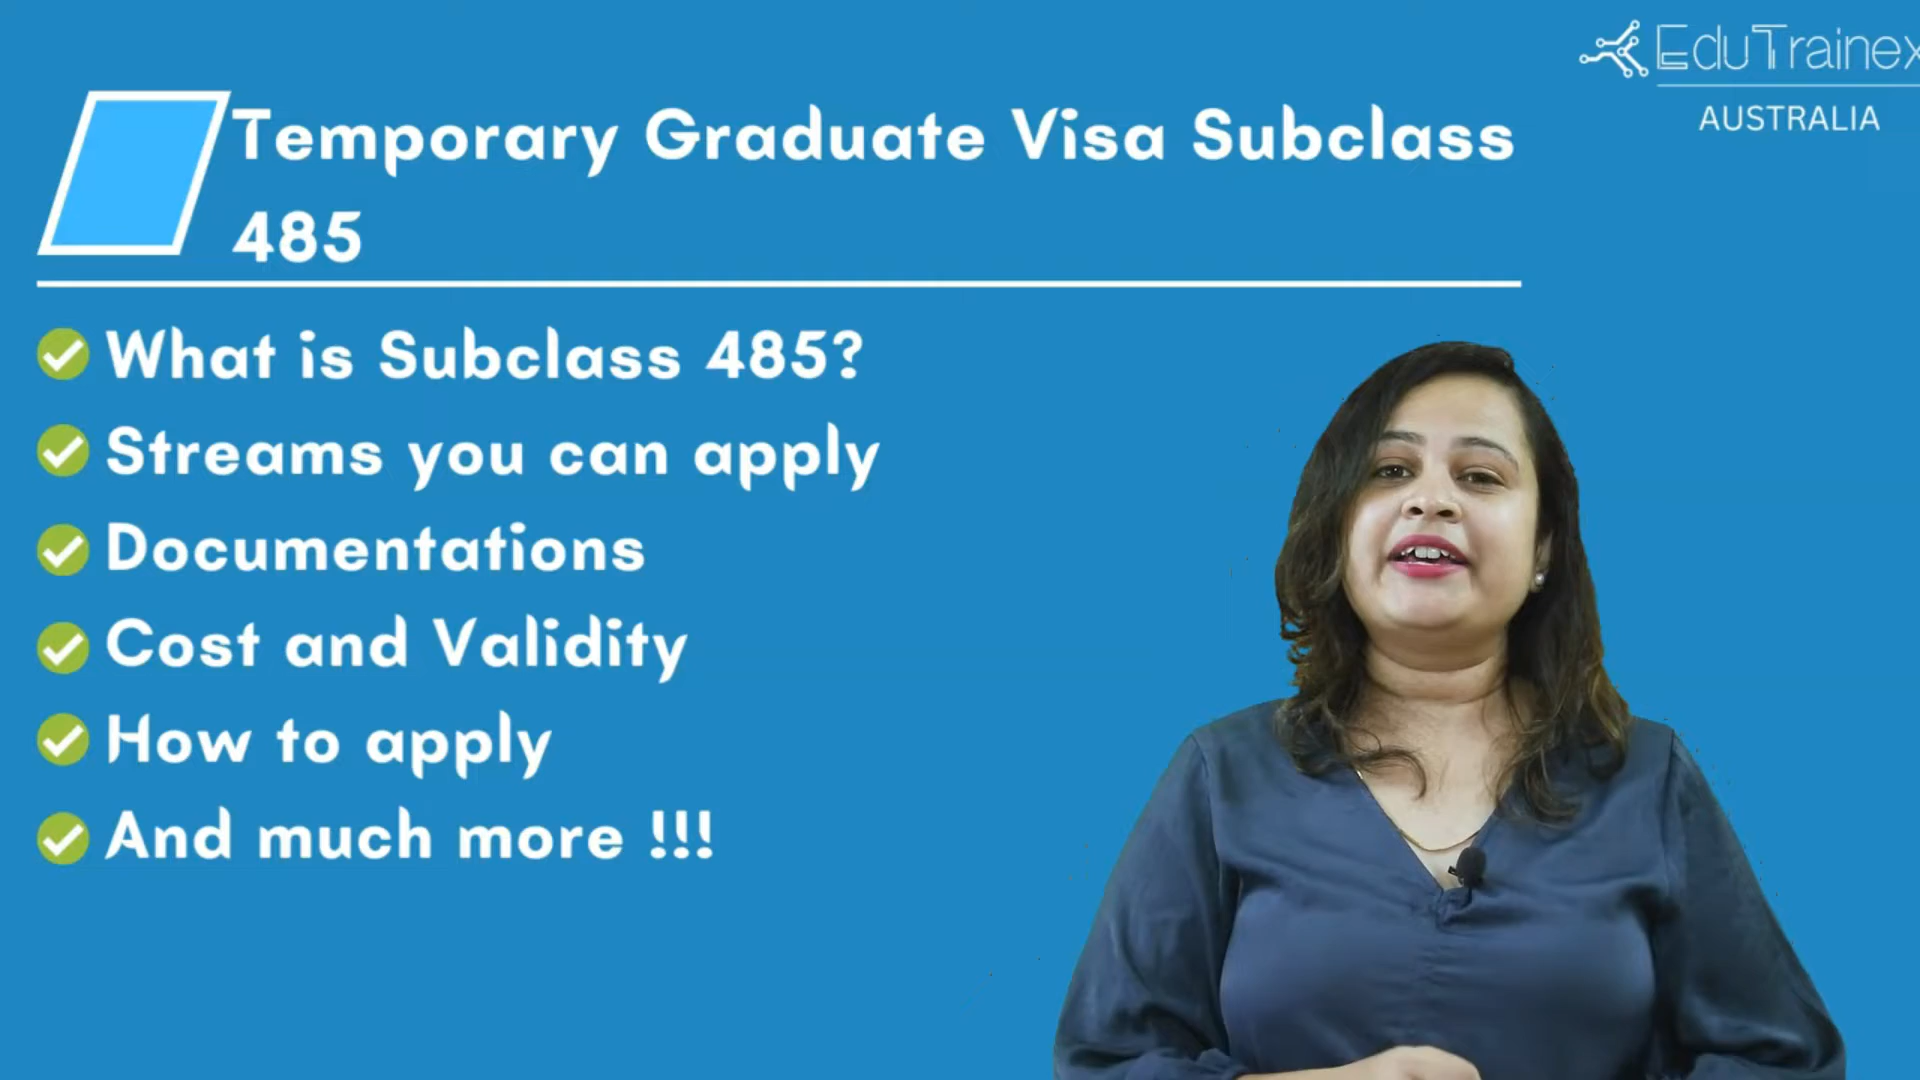 EduTrainex
AUSTRALIA
Temporary Graduate Visa Subclass
485
What is Subclass 485?
Streams you can apply
Documentations
Cost and Validity
How to apply
And much more !!!